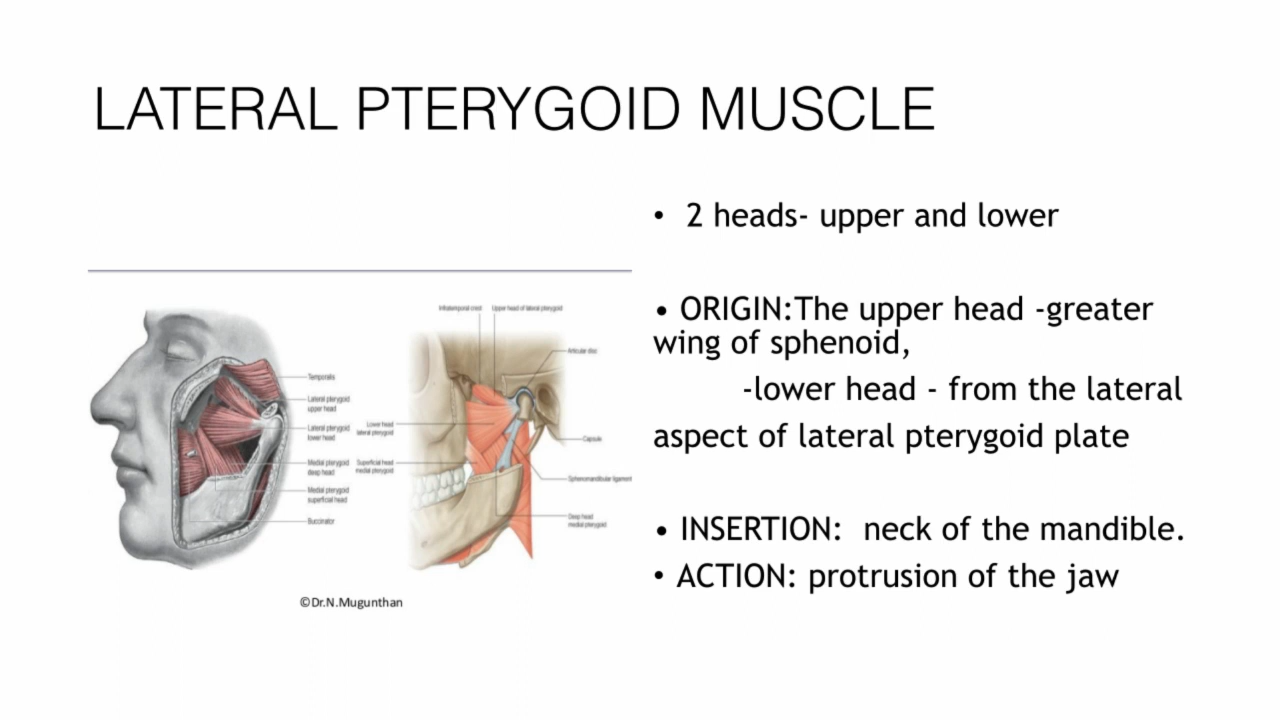 LATERAL PTERYGOID MUSCLE
• 2 heads- upper and lower
• ORIGIN:The upper head -greater
wing of sphenoid,
-lower head - from the lateral
aspect of lateral pterygoid plate
• INSERTION:  neck of the mandible.
• ACTION: protrusion of the jaw
Temporalis
Lateral pterygoid
upper head
Lateral pterygoid
lower head
Medial pterygoid
deep head
Medial pterygoid
superficial head
Buccinator
Infratemporal crest
Upper head of lateral pterygoid
Articular disc
Lower head
lateral pterygoid
Capsule
Superficial head
medial pterygoid
Sphenomandibular ligament
Deep head
medial pterygoid
©Dr.N.Mugunthan